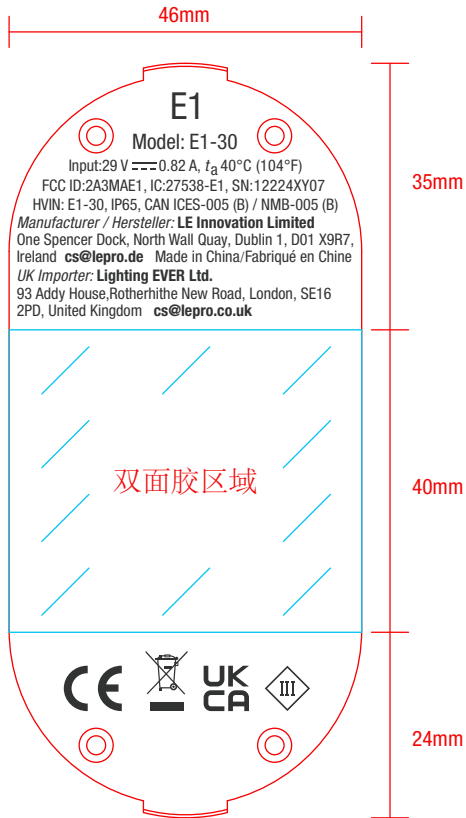 46mm
E1
Model: E1-30
Input:29 V ⎓ 0.82 A, ta 40°C (104°F)
FCC ID:2A3MAE1, IC:27538-E1, SN:12224XY07
HVIN: E1-30, IP65, CAN ICES-005 (B) / NMB-005 (B)
Manufacturer / Hersteller: LE Innovation Limited
One Spencer Dock, North Wall Quay, Dublin 1, D01 X9R7,
Ireland cs@lepro.de Made in China/Fabriqué en Chine
UK Importer: Lighting EVER Ltd.
93 Addy House,Rotherhithe New Road, London, SE16
2PD, United Kingdom cs@lepro.co.uk
35mm
双面胶区域
40mm
CE UK CA III
24mm